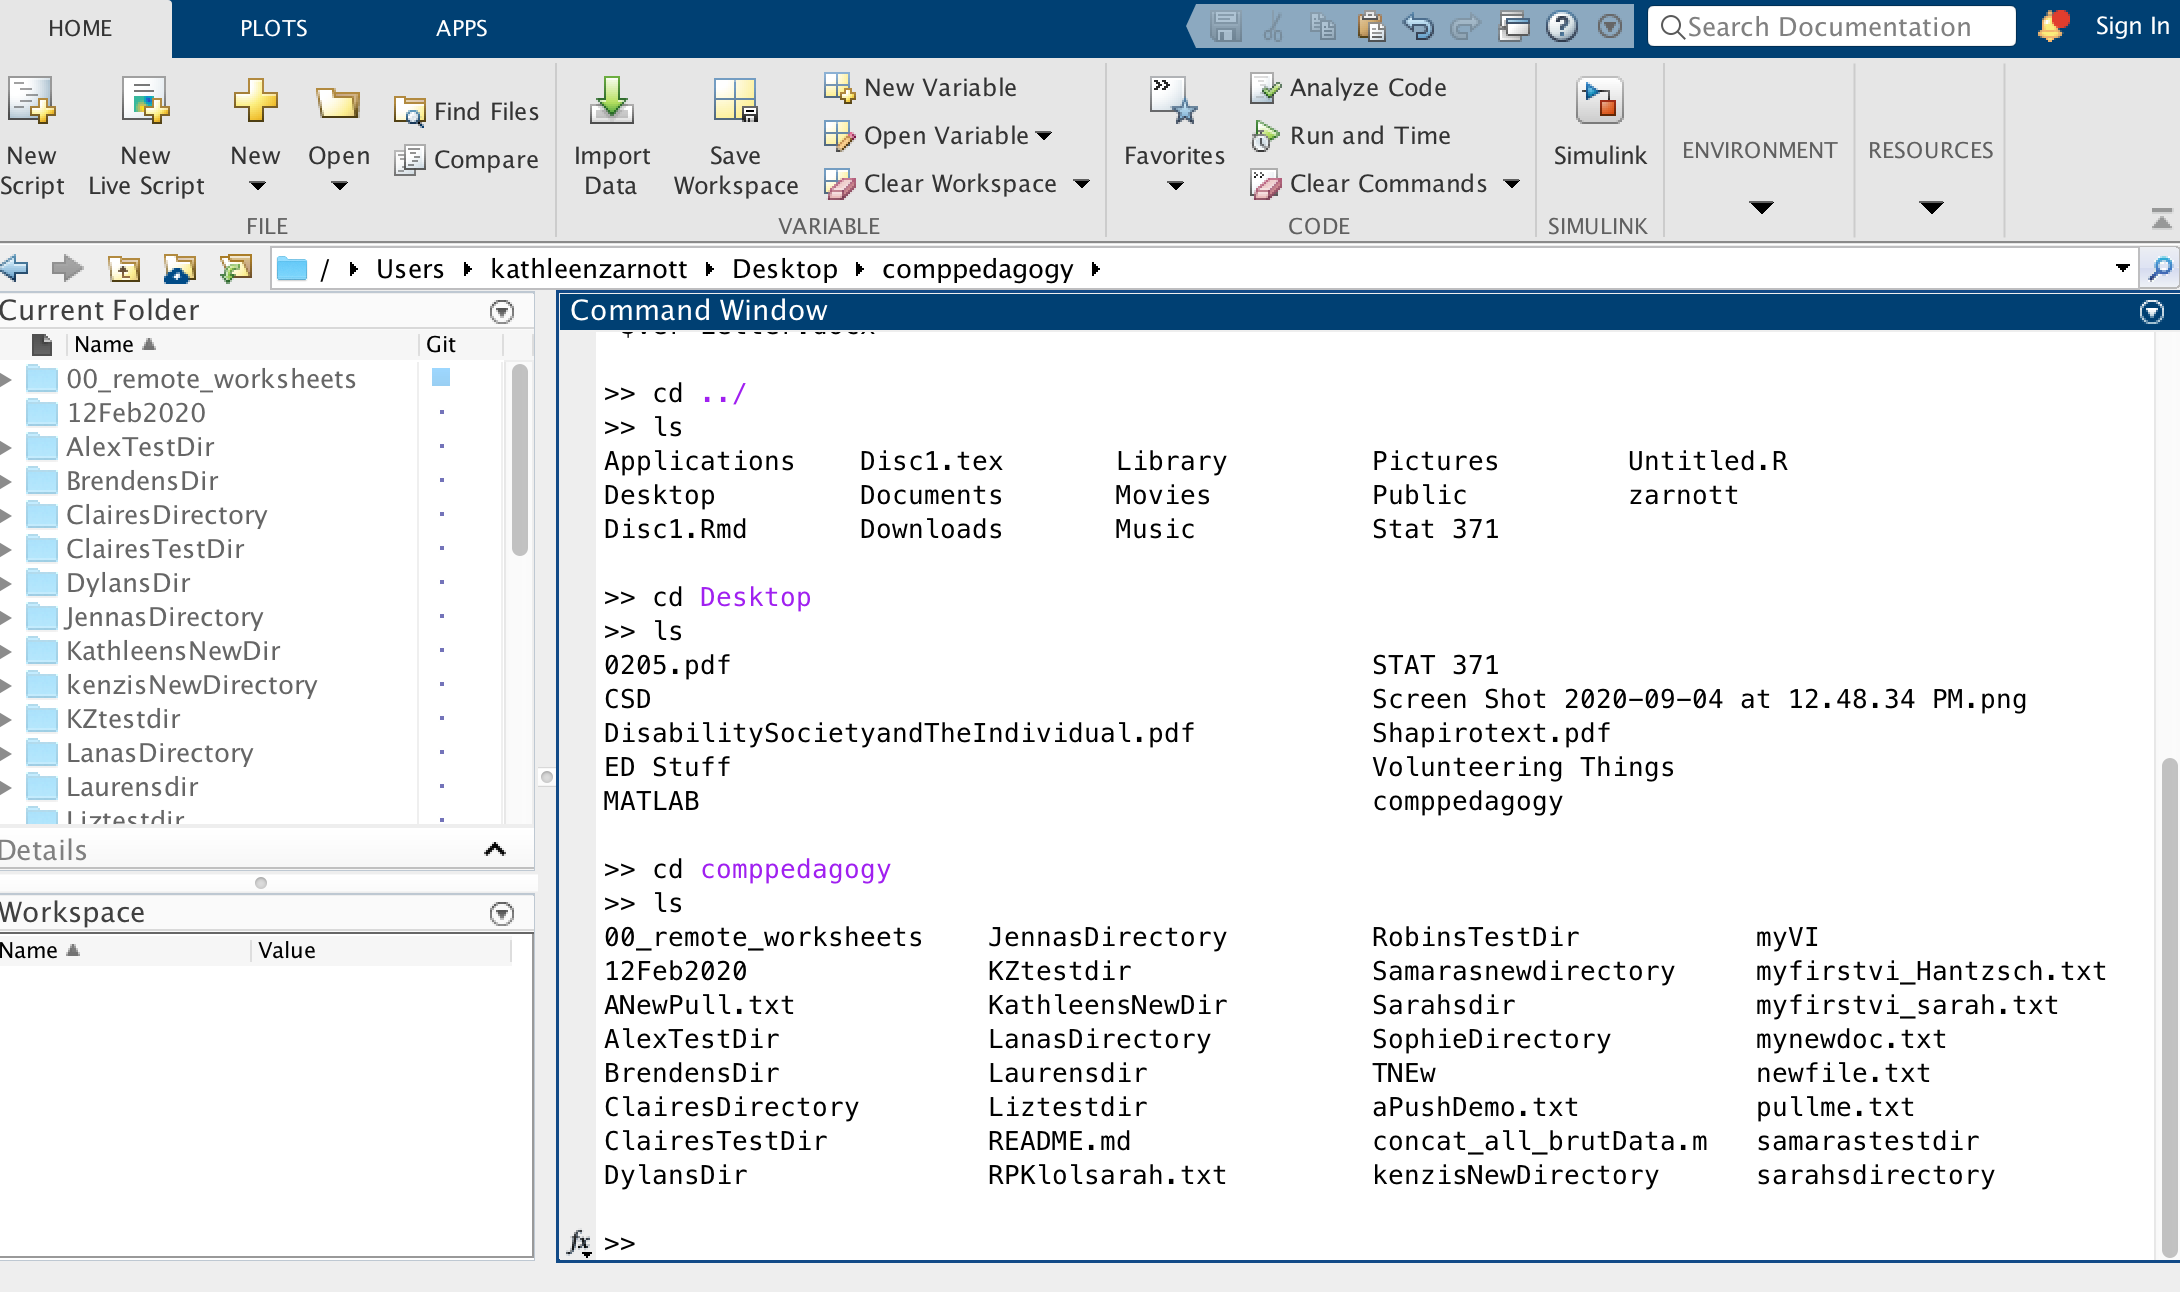 HOME PLOTS APPS Search Documentation Sign In
New Script New Live Script New Open Find Files Compare
FILE
Import Data Save Workspace New Variable Open Variable Clear Workspace
VARIABLE
Favorites Analyze Code Run and Time Clear Commands
CODE
Simulink
SIMULINK
ENVIRONMENT
RESOURCES
/ Users kathleenzarnott Desktop comppedagogy
Current Folder
Name Git
00_remote_worksheets
12Feb2020
AlexTestDir
BrendensDir
ClairesDirectory
ClairesTestDir
DylansDir
JennasDirectory
KathleensNewDir
kenzisNewDirectory
KZtestdir
LanasDirectory
Laurensdir
Liztestdir
Details
Workspace
Name Value
Command Window
>> cd ../
>> ls
Applications Disc1.tex Library Pictures Untitled.R
Desktop Documents Movies Public zarnott
Disc1.Rmd Downloads Music Stat 371
>> cd Desktop
>> ls
0205.pdf STAT 371
CSD Screen Shot 2020-09-04 at 12.48.34 PM.png
DisabilitySocietyandTheIndividual.pdf Shapirotext.pdf
ED Stuff Volunteering Things
MATLAB comppedagogy
>> cd comppedagogy
>> ls
00_remote_worksheets JennasDirectory RobinsTestDir myVI
12Feb2020 KZtestdir Samarasnewdirectory myfirstvi_Hantzsch.txt
ANewPull.txt KathleensNewDir Sarahsdir myfirstvi_sarah.txt
AlexTestDir LanasDirectory SophieDirectory mynewdoc.txt
BrendensDir Laurensdir TNEw newfile.txt
ClairesDirectory Liztestdir aPushDemo.txt pullme.txt
ClairesTestDir README.md concat_all_brutData.m samarastestdir
DylansDir RPKlolsarah.txt kenzisNewDirectory sarahsdirectory
fx >>